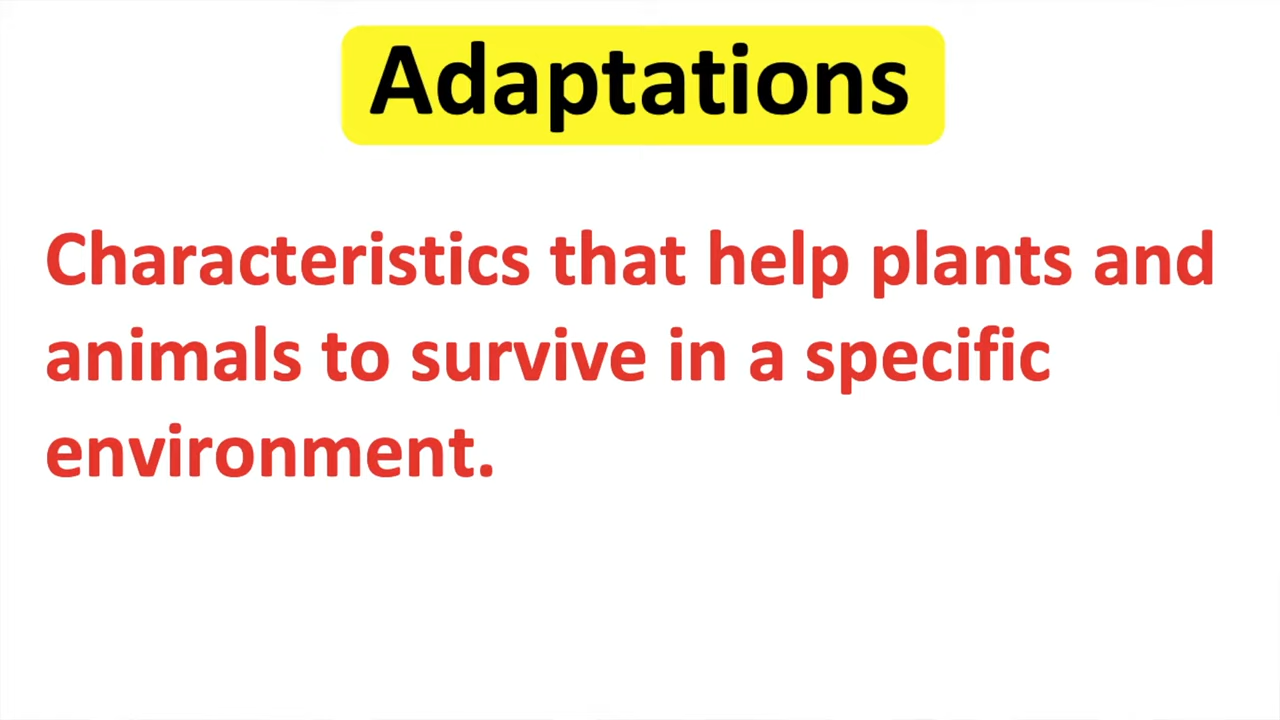 Adaptations
Characteristics that help plants and
animals to survive in a specific
environment.